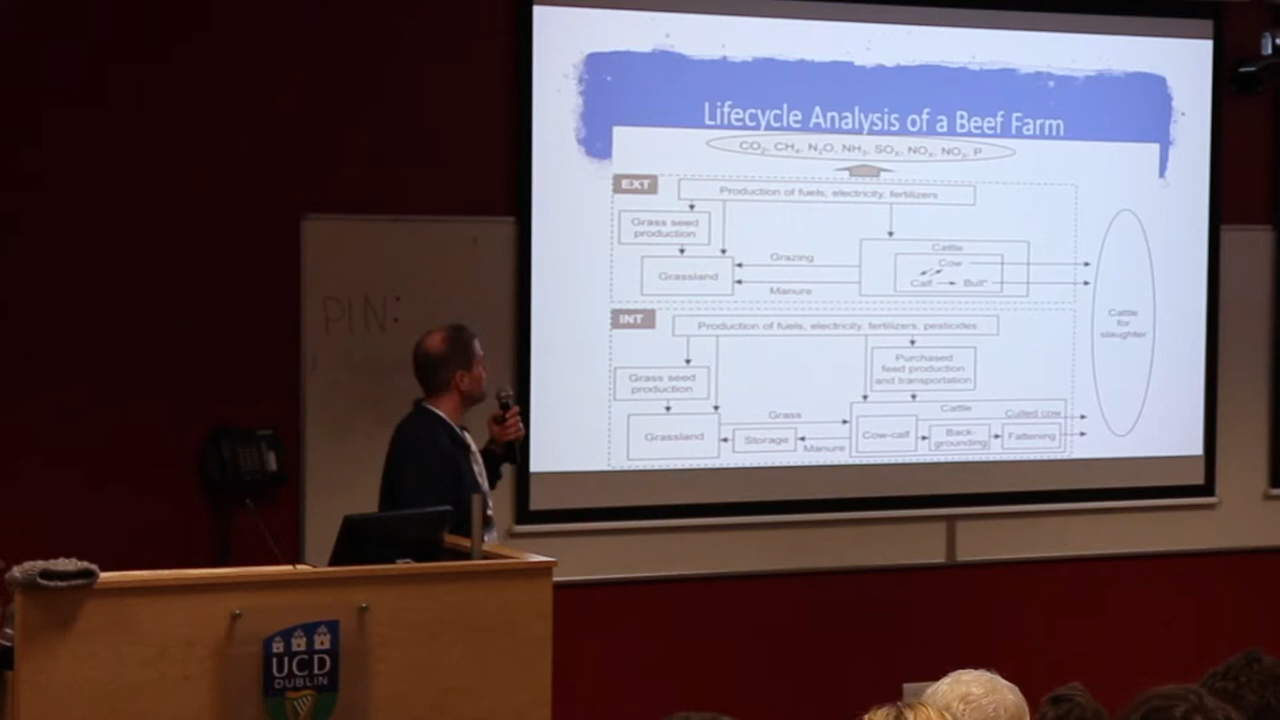 Lifecycle Analysis of a Beef Farm
CO₂, CH₄, N₂O, NH₃, SOₓ, NOₓ, NO₃, P
EXT
Production of fuels, electricity, fertilizers
Grass seed
production
Grassland
Grazing
Manure
Cattle
Cow
Calf
Bull*
INT
Production of fuels, electricity, fertilizers, pesticides
Grass seed
production
Purchased
feed production
and transportation
Grassland
Grass
Storage
Manure
Cattle
Culled cow
Cow-calf
Back-
grounding
Fattening
Cattle
for
slaughter
PIN:
UCD
DUBLIN